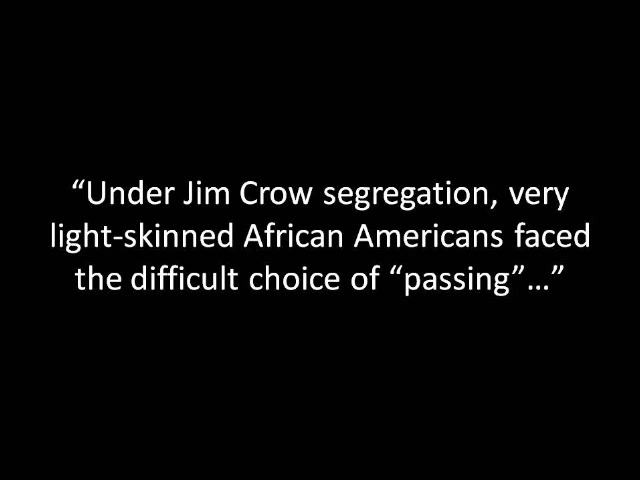 “Under Jim Crow segregation, very
light-skinned African Americans faced
the difficult choice of “passing”…”